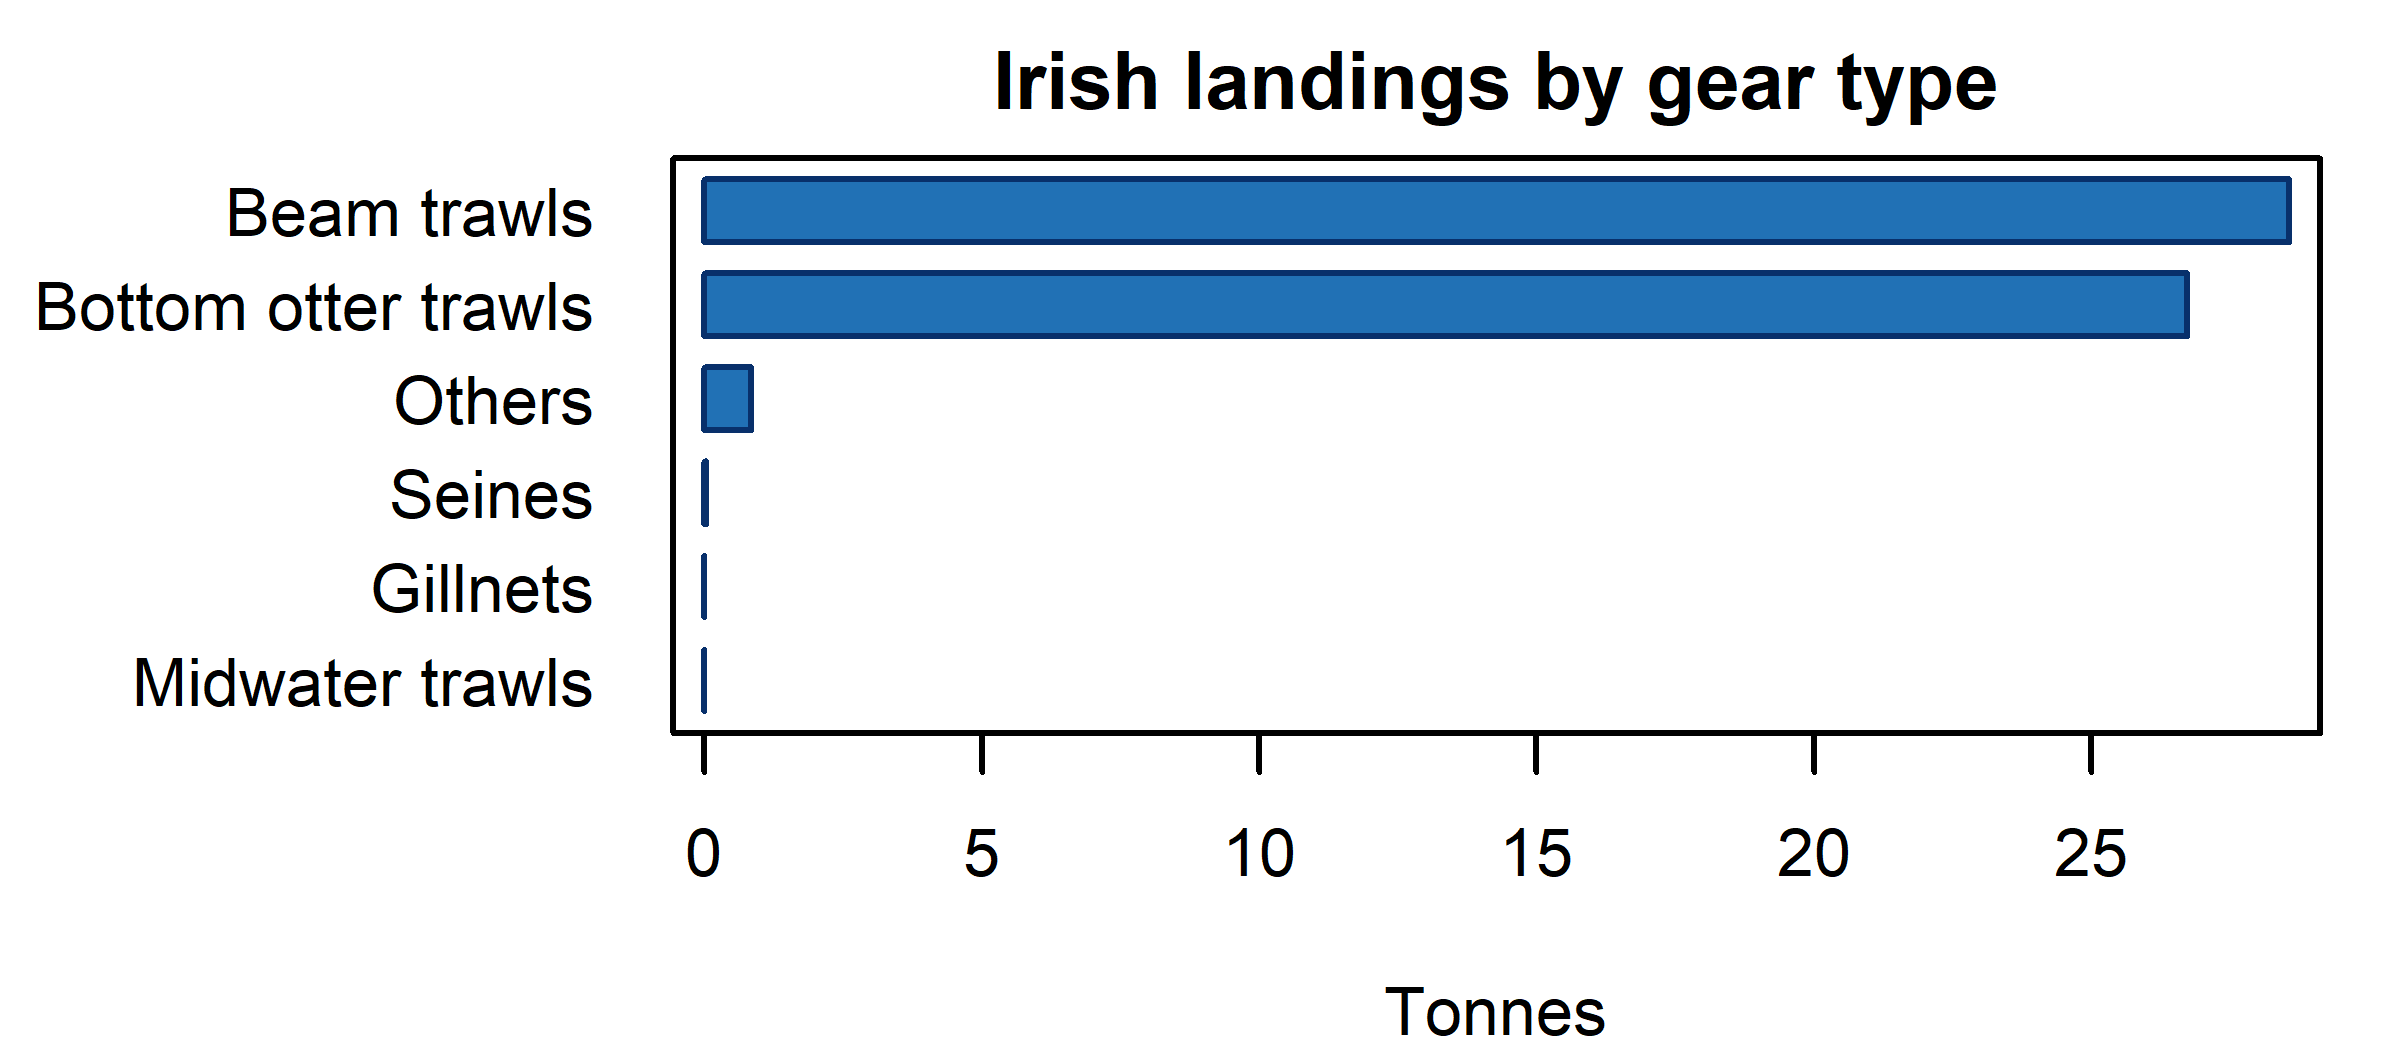 Irish landings by gear type
Beam trawls
Bottom otter trawls
Others
Seines
Gillnets
Midwater trawls
0 5 10 15 20 25
Tonnes